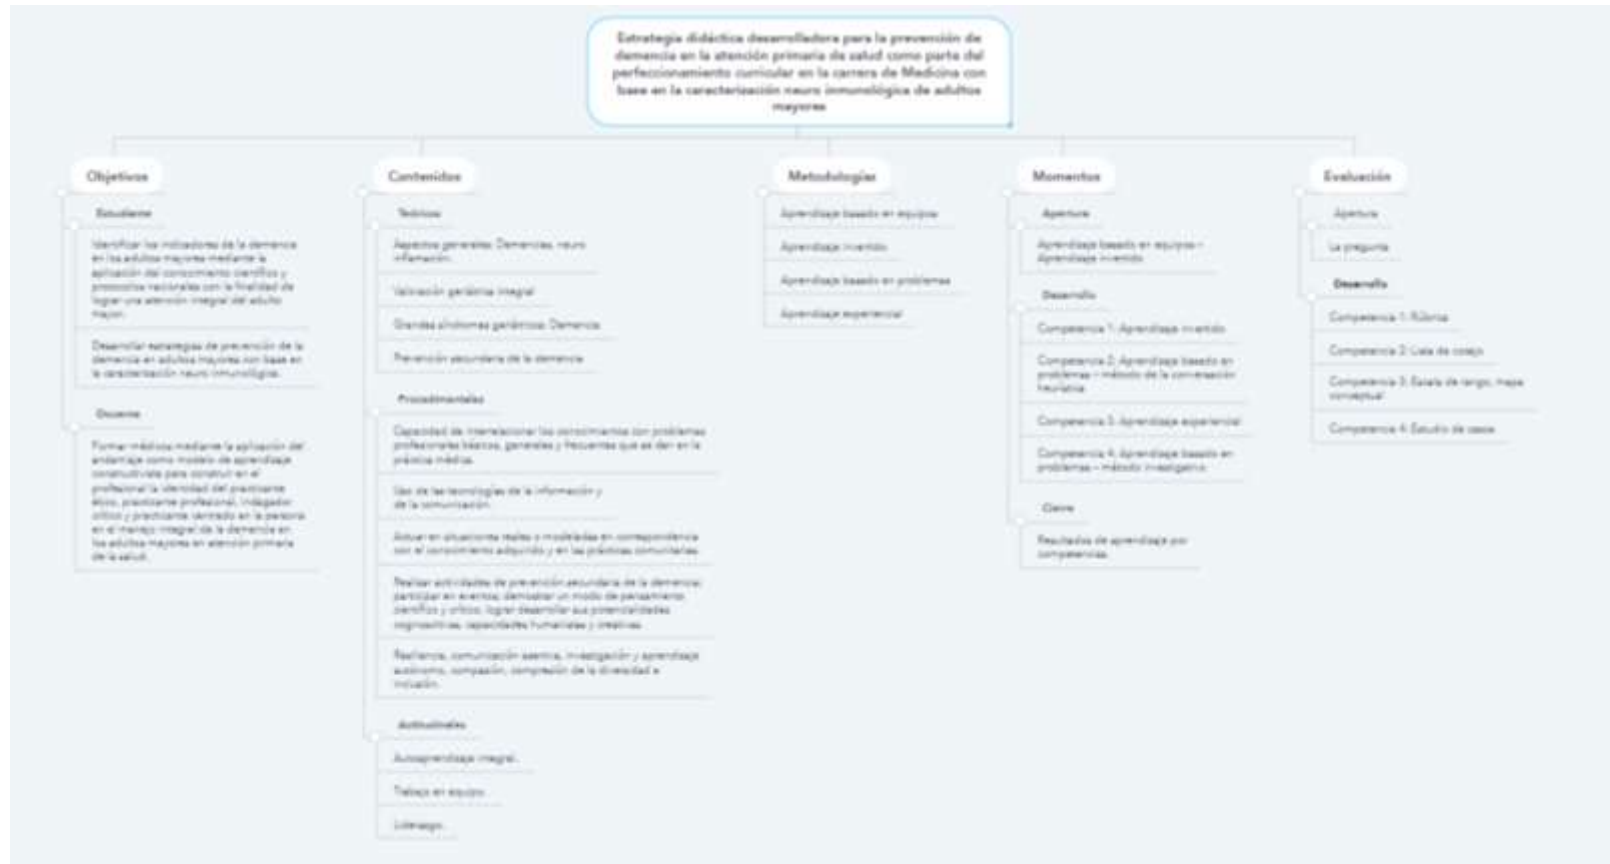 Estrategia didáctica desarrolladora para la prevención de
demencia en la atención primaria de salud como parte del
perfeccionamiento curricular en la carrera de Medicina con
base en la caracterización neuro inmunológica de adultos
mayores
Objetivos
Estudiante
Identificar los indicadores de la demencia
en los adultos mayores mediante la
aplicación del conocimiento científico y
protocolos nacionales con la finalidad de
lograr una atención integral del adulto
mayor.
Desarrollar estrategias de prevención de la
demencia en adultos mayores con base en
la caracterización neuro inmunológica.
Docente
Formar médicos mediante la aplicación del
andamiaje como modelo de aprendizaje
constructivista para construir en el
profesional la identidad del practicante
ético, practicante profesional, indagador
crítico y practicante centrado en la persona
en el manejo integral de la demencia en
los adultos mayores en atención primaria
de la salud.
Contenidos
Teóricos
Aspectos generales: Demencias, neuro
inflamación.
Valoración geriátrica integral
Grandes síndromes geriátricos: Demencia
Prevención secundaria de la demencia
Procedimentales
Capacidad de interrelacionar los conocimientos con problemas
profesionales básicos, generales y frecuentes que se dan en la
práctica médica.
Uso de las tecnologías de la información y
de la comunicación.
Actuar en situaciones reales o modeladas en correspondencia
con el conocimiento adquirido y en las prácticas comunitarias.
Realizar actividades de prevención secundaria de la demencia;
participar en eventos; demostrar un modo de pensamiento
científico y crítico; lograr desarrollar sus potencialidades
cognoscitivas, capacidades humanistas y creativas.
Resiliencia, comunicación asertiva, investigación y aprendizaje
autónomo, compasión, compresión de la diversidad e
inclusión.
Actitudinales
Autoaprendizaje integral.
Trabajo en equipo.
Liderazgo.
Metodologías
Aprendizaje basado en equipos
Aprendizaje invertido
Aprendizaje basado en problemas
Aprendizaje experiencial
Momentos
Apertura
Aprendizaje basado en equipos –
Aprendizaje invertido
Desarrollo
Competencia 1: Aprendizaje invertido
Competencia 2: Aprendizaje basado en
problemas – método de la conversación
heurística
Competencia 3: Aprendizaje experiencial
Competencia 4: Aprendizaje basado en
problemas – método investigativo
Cierre
Resultados de aprendizaje por
competencias.
Evaluación
Apertura
La pregunta
Desarrollo
Competencia 1: Rúbrica
Competencia 2: Lista de cotejo
Competencia 3: Escala de rango, mapa
conceptual
Competencia 4: Estudio de casos